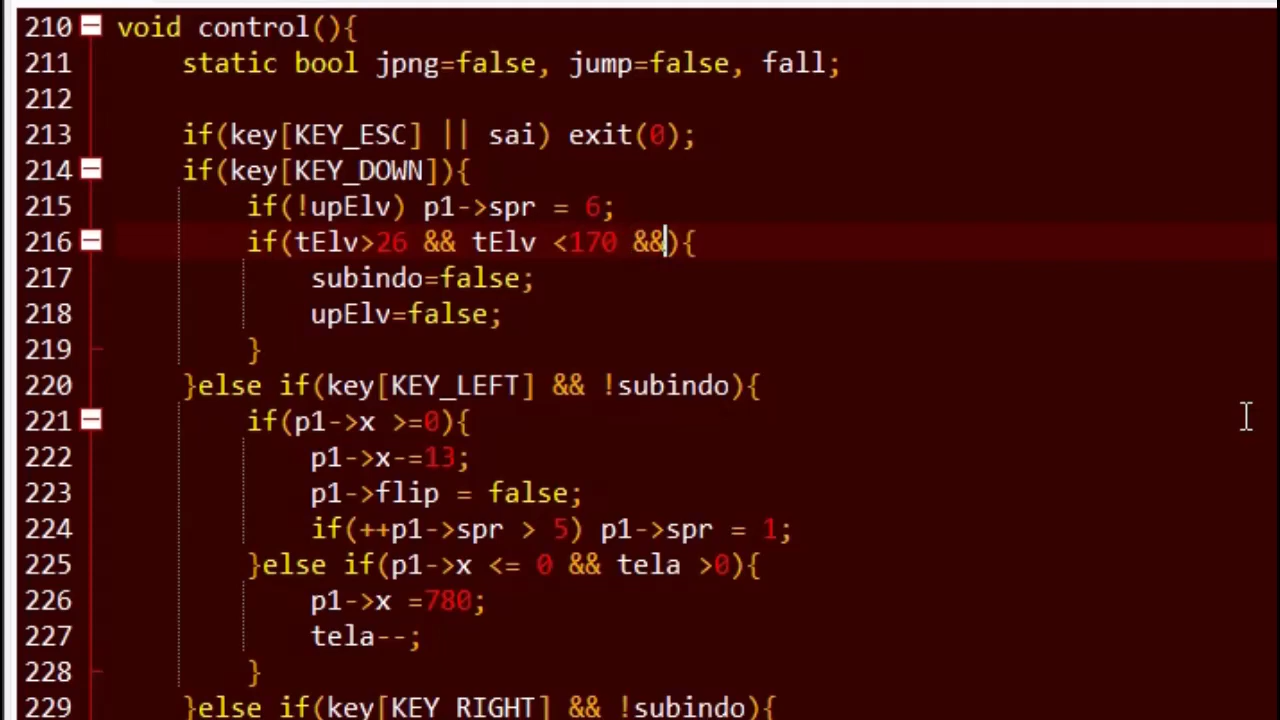 210 void control(){
211 static bool jpng=false, jump=false, fall;
212
213 if(key[KEY_ESC] || sai) exit(0);
214 if(key[KEY_DOWN]){
215 if(!upElv) p1->spr = 6;
216 if(tElv>26 && tElv <170 &&){
217 subindo=false;
218 upElv=false;
219 }
220 }else if(key[KEY_LEFT] && !subindo){
221 if(p1->x >=0){
222 p1->x-=13;
223 p1->flip = false;
224 if(++p1->spr > 5) p1->spr = 1;
225 }else if(p1->x <= 0 && tela >0){
226 p1->x =780;
227 tela--;
228 }
229 }else if(key[KEY_RIGHT] && !subindo){